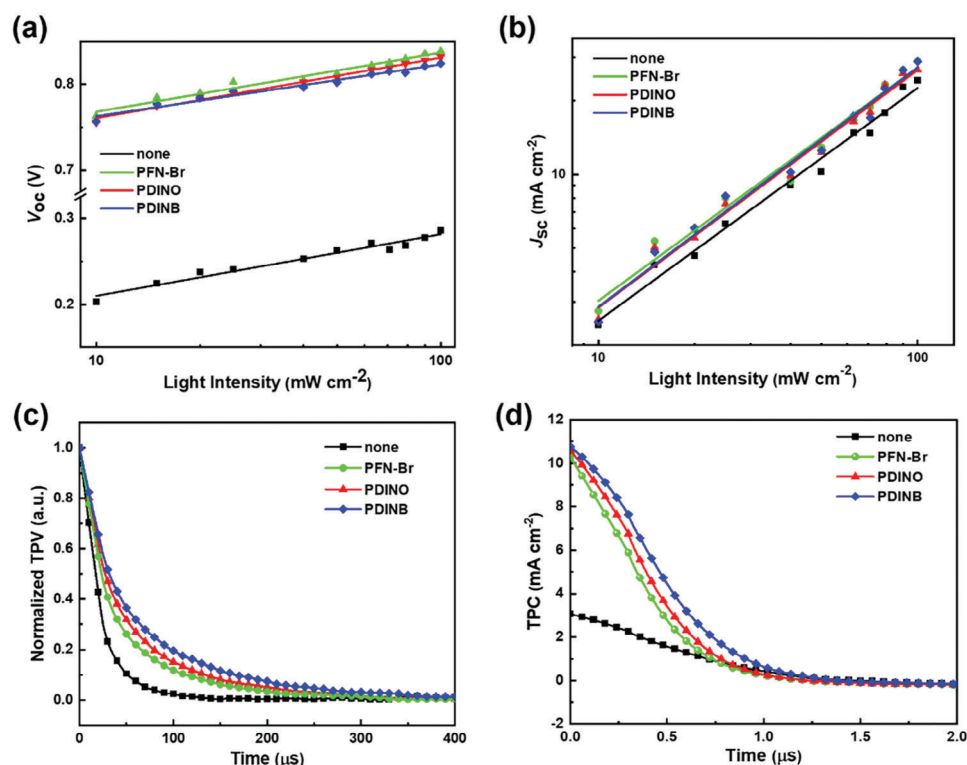 (a)
V_OC (V)
0.8
0.7
0.3
0.2
none
PFN-Br
PDINO
PDINB
10
100
Light Intensity (mW cm⁻²)
(b)
J_SC (mA cm⁻²)
10
none
PFN-Br
PDINO
PDINB
10
100
Light Intensity (mW cm⁻²)
(c)
Normalized TPV (a.u.)
1.0
0.8
0.6
0.4
0.2
0.0
none
PFN-Br
PDINO
PDINB
0 100 200 300 400
Time (μs)
(d)
TPC (mA cm⁻²)
12
10
8
6
4
2
0
-2
none
PFN-Br
PDINO
PDINB
0.0 0.5 1.0 1.5 2.0
Time (μs)